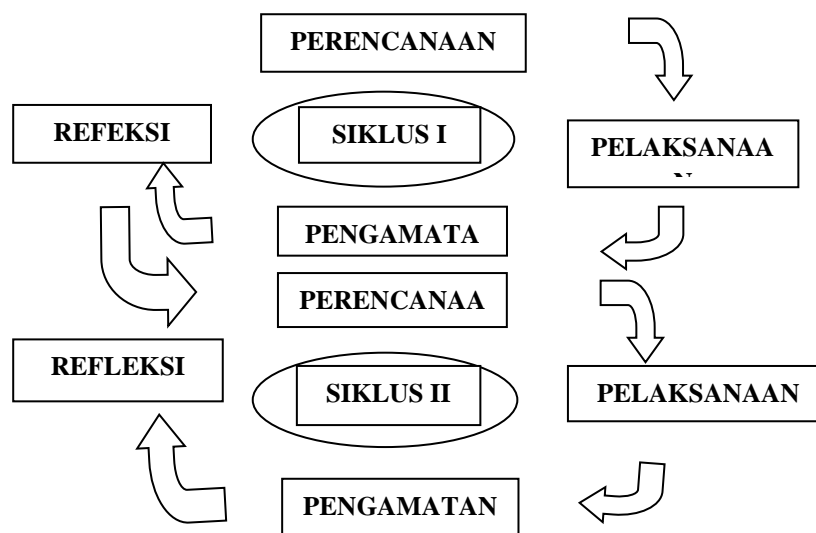 PERENCANAAN
REFEKSI
SIKLUS I
PELAKSANAA
PENGAMATA
PERENCANAA
REFLEKSI
SIKLUS II
PELAKSANAAN
PENGAMATAN